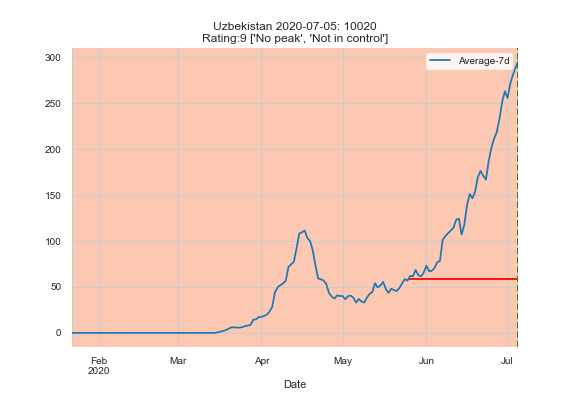 Uzbekistan 2020-07-05: 10020
Rating:9 ['No peak', 'Not in control']
Average-7d
300
250
200
150
100
50
0
Feb
2020
Mar
Apr
May
Jun
Jul
Date